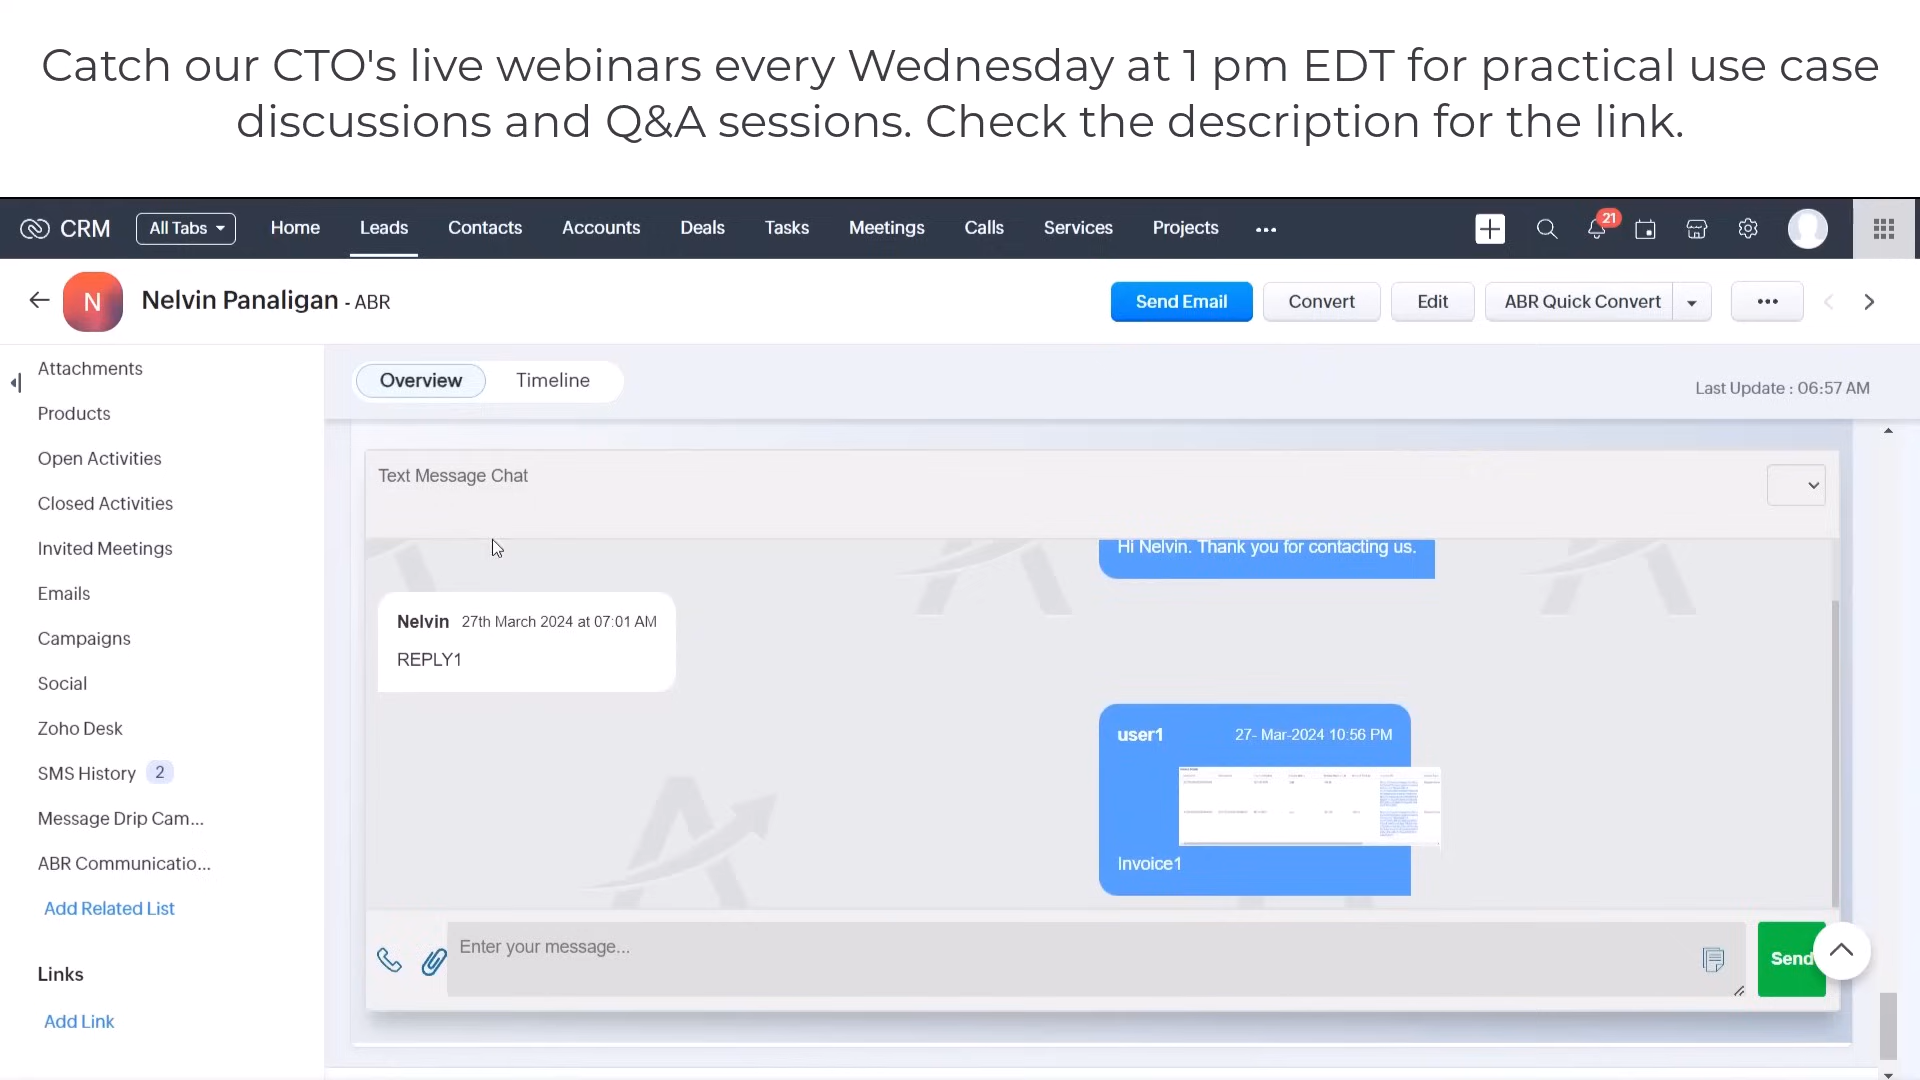 Catch our CTO's live webinars every Wednesday at 1 pm EDT for practical use case
discussions and Q&A sessions. Check the description for the link.
CRM All Tabs Home Leads Contacts Accounts Deals Tasks Meetings Calls Services Projects ... 21
N Nelvin Panaligan - ABR Send Email Convert Edit ABR Quick Convert ...
Attachments
Products
Open Activities
Closed Activities
Invited Meetings
Emails
Campaigns
Social
Zoho Desk
SMS History 2
Message Drip Cam...
ABR Communicatio...
Add Related List
Links
Add Link
Overview Timeline
Last Update : 06:57 AM
Text Message Chat
Hi Nelvin. Thank you for contacting us.
Nelvin 27th March 2024 at 07:01 AM
REPLY1
user1 27- Mar-2024 10:56 PM
Invoice1
Enter your message...
Send